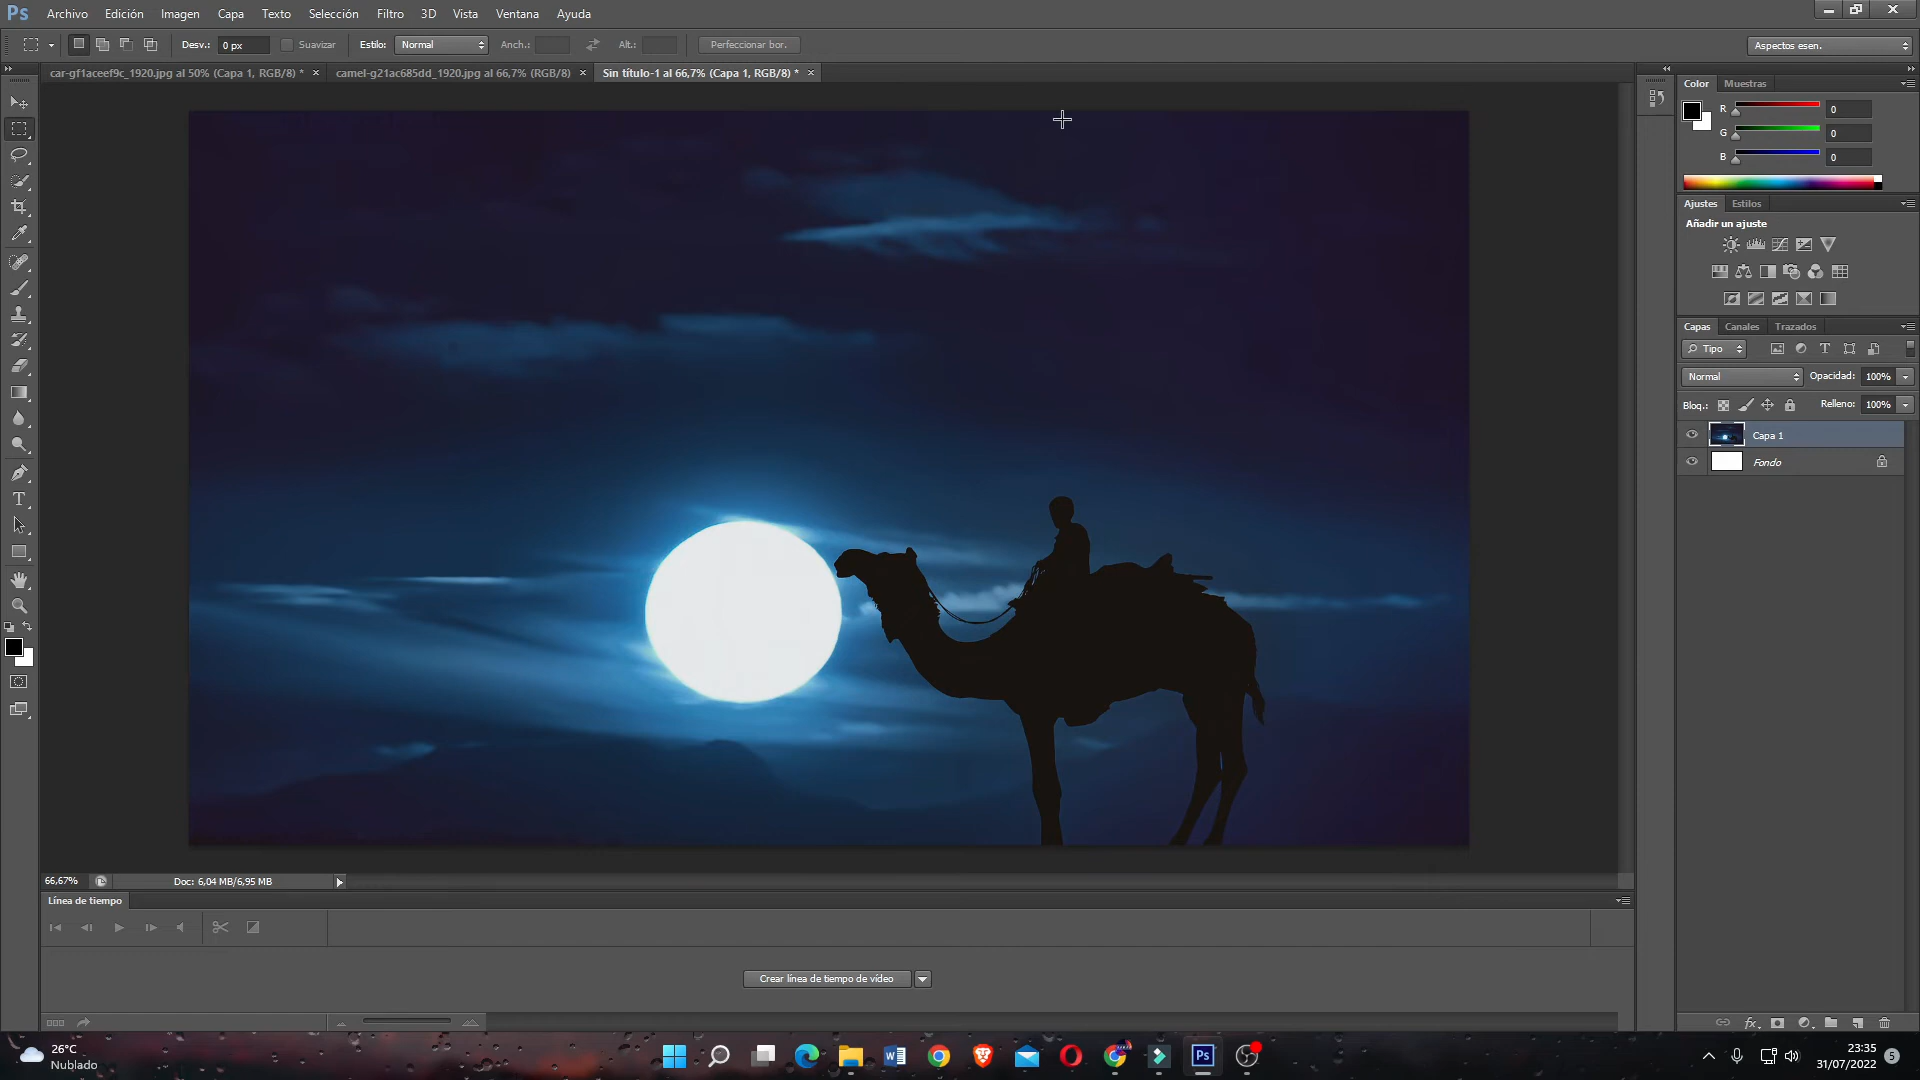 Ps Archivo Edición Imagen Capa Texto Selección Filtro 3D Vista Ventana Ayuda
Desv.: 0 px Suavizar Estilo: Normal Anch.: Alt.: Perfeccionar bor. Aspectos esen.
car-gf1aceef9c_1920.jpg al 50% (Capa 1, RGB/8) * × camel-g21ac685dd_1920.jpg al 66,7% (RGB/8) × Sin título-1 al 66,7% (Capa 1, RGB/8) * ×
Color Muestras
R 0
G 0
B 0
Ajustes Estilos
Añadir un ajuste
Capas Canales Trazados
Tipo
Normal Opacidad: 100%
Bloq.: Relleno: 100%
Capa 1
Fondo
T
66,67% Doc: 6,04 MB/6,95 MB
Línea de tiempo
Crear línea de tiempo de vídeo
fx
26°C
Nublado
Ps
23:35
31/07/2022
5